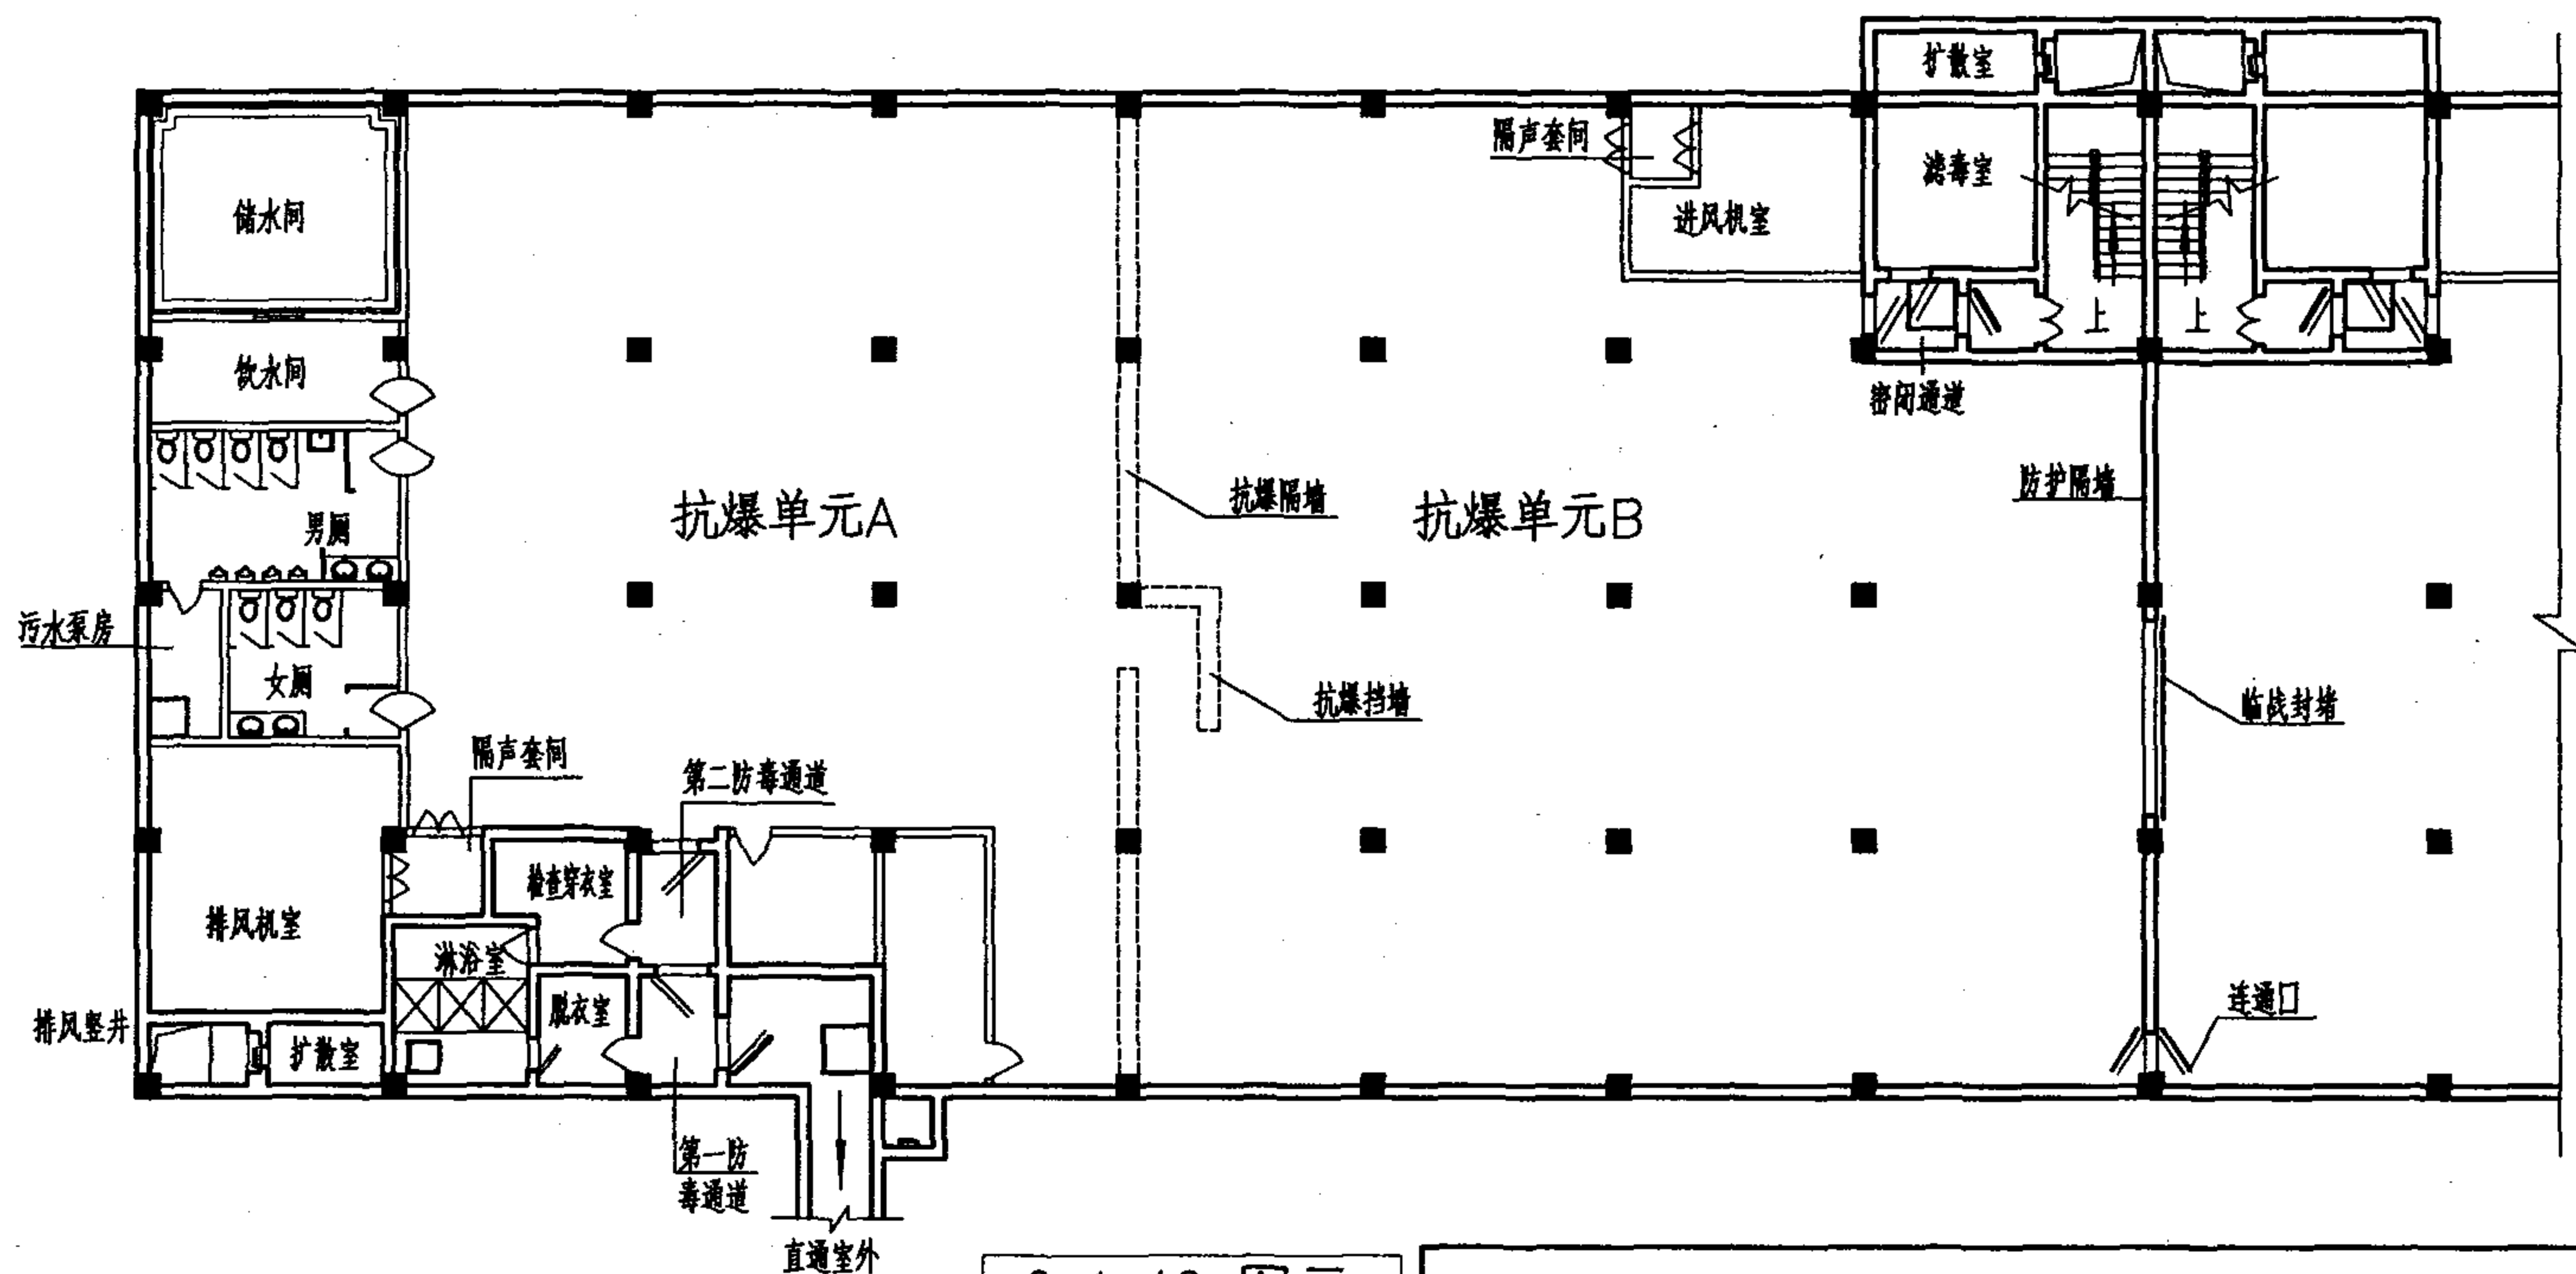 扩散室
隔声套间
滤毒室
储水间
进风机室
上
上
饮水间
密闭通道
抗爆单元A
抗爆隔墙
抗爆单元B
防护隔墙
男厕
污水泵房
女厕
抗爆挡墙
临战封堵
隔声套间
第二防毒通道
检查穿衣室
排风机室
淋浴室
脱衣室
连通口
排风竖井
扩散室
第一防
毒通道
直通室外